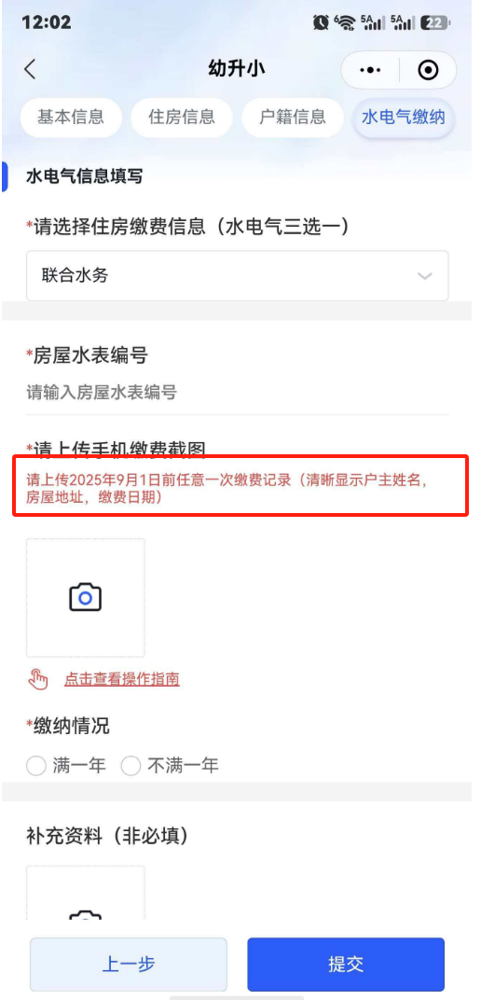 12:02
6
5A
5A
22
幼升小
基本信息
住房信息
户籍信息
水电气缴纳
水电气信息填写
*请选择住房缴费信息（水电气三选一）
联合水务
*房屋水表编号
请输入房屋水表编号
*请上传手机缴费截图
请上传2025年9月1日前任意一次缴费记录（清晰显示户主姓名，
房屋地址，缴费日期）
点击查看操作指南
*缴纳情况
满一年
不满一年
补充资料（非必填）
上一步
提交